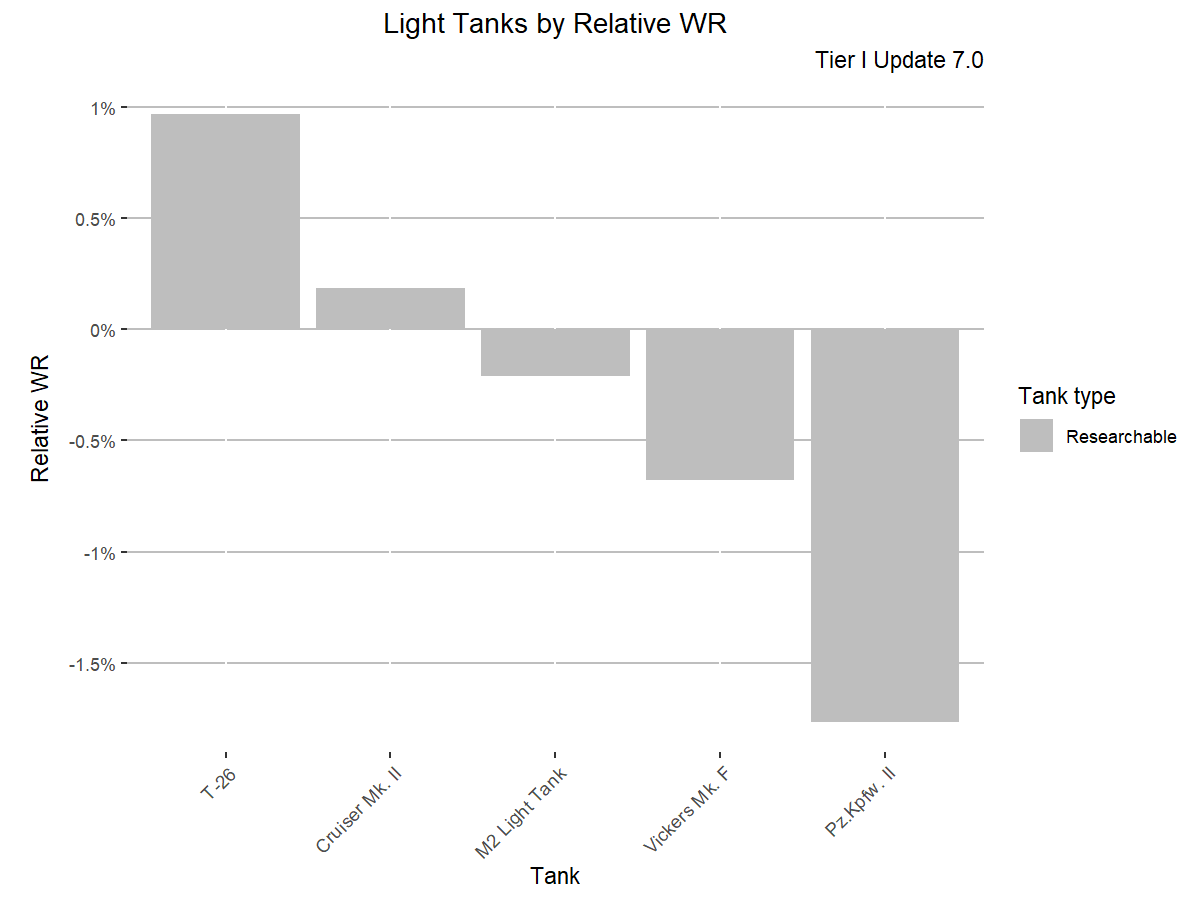 Light Tanks by Relative WR
Tier I Update 7.0
1%
0.5%
0%
-0.5%
-1%
-1.5%
Relative WR
T-26
Cruiser Mk. II
M2 Light Tank
Vickers Mk. F
Pz.Kpfw. II
Tank
Tank type
Researchable